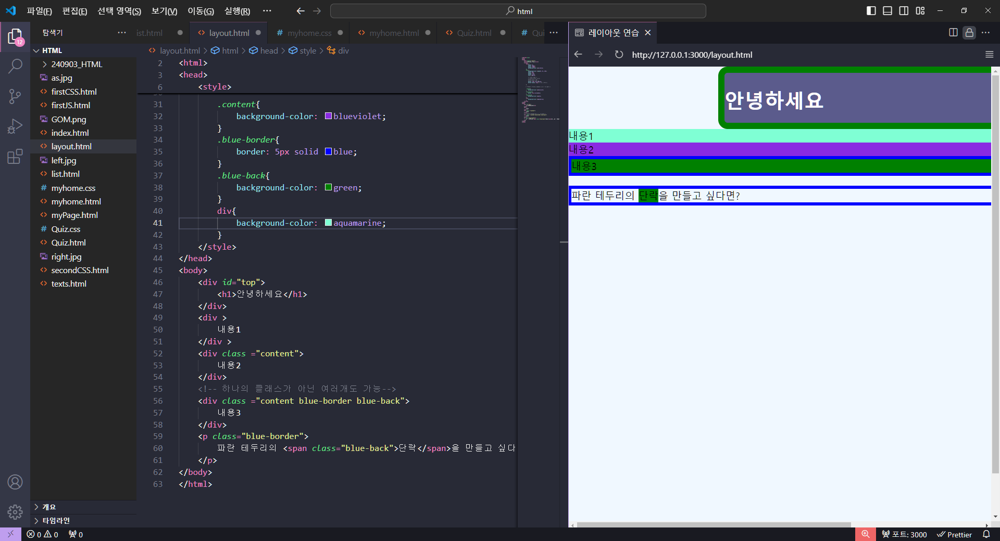 파일(F) 편집(E) 선택 영역(S) 보기(V) 이동(G) 실행(R) ··· html
탐색기 ··· ist.html layout.html # myhome.css myhome.html Quiz.html # Qui ··· 레이아웃 연습
HTML
layout.html > html > head > style > div
http://127.0.0.1:3000/layout.html
12
240903_HTML
as.jpg
firstCSS.html
firstJS.html
GOM.png
index.html
layout.html
left.jpg
list.html
# myhome.css
myhome.html
myPage.html
# Quiz.css
Quiz.html
right.jpg
secondCSS.html
texts.html
개요
타임라인
2 <html>
3 <head>
6 <style>
31 .content{
32 background-color: blueviolet;
33 }
34 .blue-border{
35 border: 5px solid blue;
36 }
37 .blue-back{
38 background-color: green;
39 }
40 div{
41 background-color: aquamarine;
42 }
43 </style>
44 </head>
45 <body>
46 <div id="top">
47 <h1>안녕하세요</h1>
48 </div>
49 <div >
50 내용1
51 </div >
52 <div class ="content">
53 내용2
54 </div>
55 <!-- 하나의 클래스가 아닌 여러개도 가능-->
56 <div class ="content blue-border blue-back">
57 내용3
58 </div>
59 <p class="blue-border">
60 파란 테두리의 <span class="blue-back">단락</span>을 만들고 싶다
61 </p>
62 </body>
63 </html>
안녕하세요
내용1
내용2
내용3
파란 테두리의 단락을 만들고 싶다면?
0 0 0 포트: 3000 Prettier